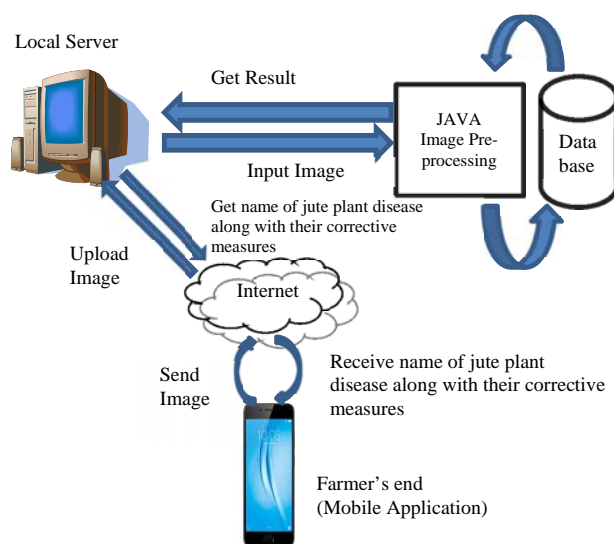 Local Server
Get Result
JAVA
Image Pre-
processing
Data
base
Input Image
Get name of jute plant disease
along with their corrective
measures
Upload
Image
Internet
Send
Image
Receive name of jute plant
disease along with their corrective
measures
10:09
Farmer's end
(Mobile Application)